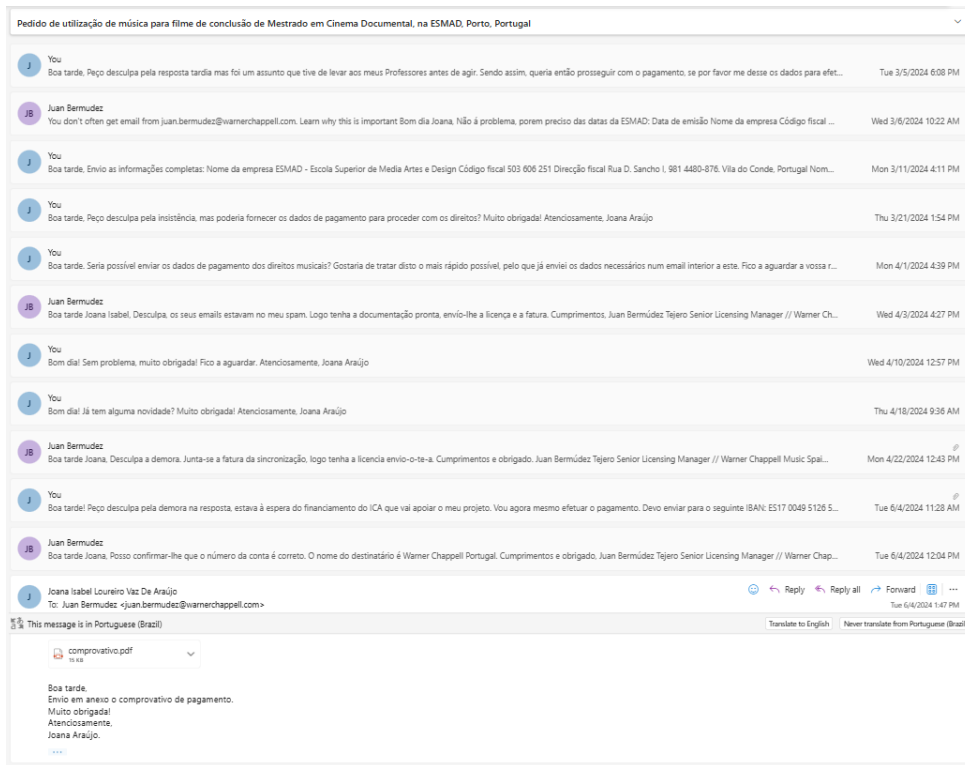 Pedido de utilização de música para filme de conclusão de Mestrado em Cinema Documental, na ESMAD, Porto, Portugal
J
You
Boa tarde, Peço desculpa pela resposta tardia mas foi um assunto que tive de levar aos meus Professores antes de agir. Sendo assim, queria então prosseguir com o pagamento, se por favor me desse os dados para efet...
Tue 3/5/2024 6:08 PM
JB
Juan Bermudez
You don't often get email from juan.bermudez@warnerchappell.com. Learn why this is important Bom dia Joana, Não á problema, porem preciso das datas da ESMAD: Data de emisão Nome da empresa Código fiscal ...
Wed 3/6/2024 10:22 AM
J
You
Boa tarde, Envio as informações completas: Nome da empresa ESMAD - Escola Superior de Media Artes e Design Código fiscal 503 606 251 Direcção fiscal Rua D. Sancho I, 981 4480-876. Vila do Conde, Portugal Nom...
Mon 3/11/2024 4:11 PM
J
You
Boa tarde, Peço desculpa pela insistência, mas poderia fornecer os dados de pagamento para proceder com os direitos? Muito obrigada! Atenciosamente, Joana Araújo
Thu 3/21/2024 1:54 PM
J
You
Boa tarde. Seria possível enviar os dados de pagamento dos direitos musicais? Gostaria de tratar disto o mais rápido possível, pelo que já enviei os dados necessários num email interior a este. Fico a aguardar a vossa r...
Mon 4/1/2024 4:39 PM
JB
Juan Bermudez
Boa tarde Joana Isabel, Desculpa, os seus emails estavam no meu spam. Logo tenha a documentação pronta, envío-lhe a licença e a fatura. Cumprimentos, Juan Bermúdez Tejero Senior Licensing Manager // Warner Ch...
Wed 4/3/2024 4:27 PM
J
You
Bom dia! Sem problema, muito obrigada! Fico a aguardar. Atenciosamente, Joana Araújo
Wed 4/10/2024 12:57 PM
J
You
Bom dia! Já tem alguma novidade? Muito obrigada! Atenciosamente, Joana Araújo
Thu 4/18/2024 9:36 AM
JB
Juan Bermudez
Boa tarde Joana, Desculpa a demora. Junta-se a fatura da sincronização, logo tenha a licencia envio-o-te-a. Cumprimentos e obrigado. Juan Bermúdez Tejero Senior Licensing Manager // Warner Chappell Music Spai...
Mon 4/22/2024 12:43 PM
J
You
Boa tarde! Peço desculpa pela demora na resposta, estava à espera do financiamento do ICA que vai apoiar o meu projeto. Vou agora mesmo efetuar o pagamento. Devo enviar para o seguinte IBAN: ES17 0049 5126 5...
Tue 6/4/2024 11:28 AM
JB
Juan Bermudez
Boa tarde Joana, Posso confirmar-lhe que o número da conta é correto. O nome do destinatário é Warner Chappell Portugal. Cumprimentos e obrigado, Juan Bermúdez Tejero Senior Licensing Manager // Warner Chap...
Tue 6/4/2024 12:04 PM
J
Joana Isabel Loureiro Vaz De Araújo
Reply Reply all Forward
To: Juan Bermudez <juan.bermudez@warnerchappell.com>
Tue 6/4/2024 1:47 PM
This message is in Portuguese (Brazil)
Translate to English
Never translate from Portuguese (Brazil
comprovativo.pdf
15 KB
Boa tarde,
Envio em anexo o comprovativo de pagamento.
Muito obrigada!
Atenciosamente,
Joana Araújo.